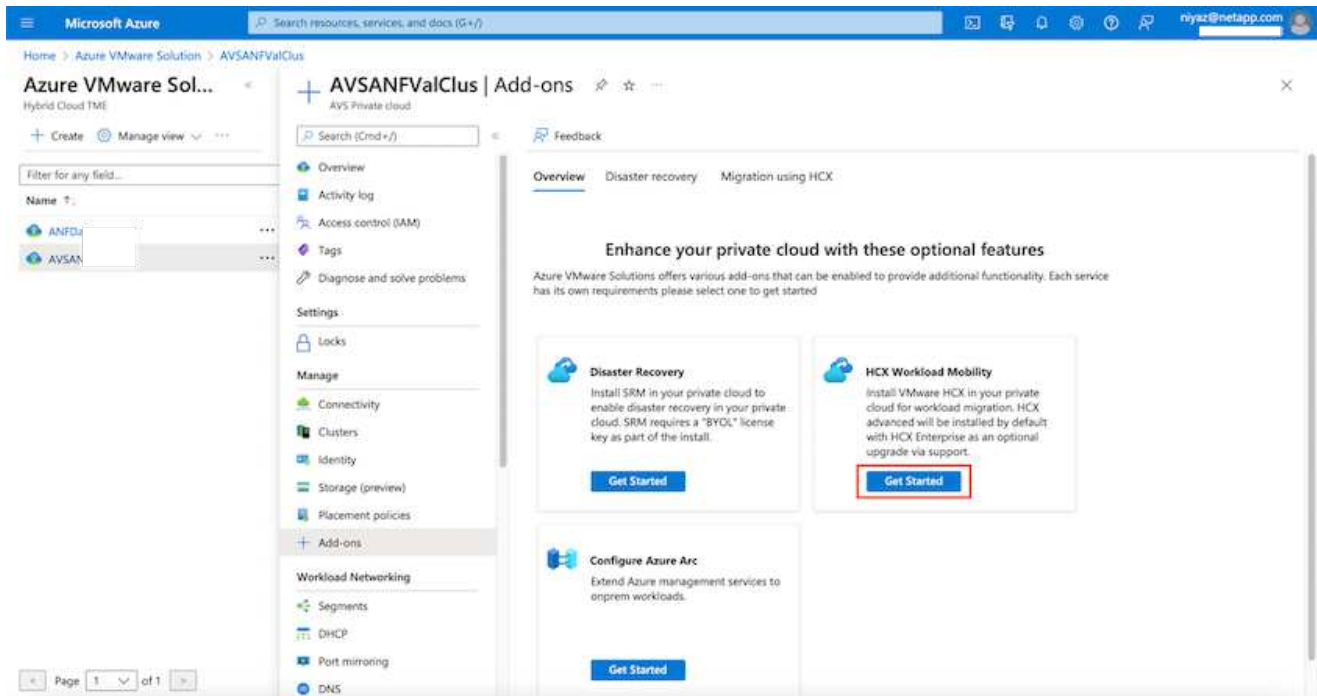 Microsoft Azure
Search resources, services, and docs (G+/)
niyaz@netapp.com
Home > Azure VMware Solution > AVSANFValClus
Azure VMware Sol...
Hybrid Cloud TME
+ Create
Manage view
Filter for any field...
Name ↑↓
ANFDa
AVSAN
< Page 1 of 1 >
AVSANFValClus | Add-ons
AVS Private cloud
Search (Cmd+/)
Overview
Activity log
Access control (IAM)
Tags
Diagnose and solve problems
Settings
Locks
Manage
Connectivity
Clusters
Identity
Storage (preview)
Placement policies
Add-ons
Workload Networking
Segments
DHCP
Port mirroring
DNS
Feedback
Overview Disaster recovery Migration using HCX
Enhance your private cloud with these optional features
Azure VMware Solutions offers various add-ons that can be enabled to provide additional functionality. Each service
has its own requirements please select one to get started
Disaster Recovery
Install SRM in your private cloud to
enable disaster recovery in your private
cloud. SRM requires a "BYOL" license
key as part of the install.
Get Started
HCX Workload Mobility
Install VMware HCX in your private
cloud for workload migration. HCX
advanced will be installed by default
with HCX Enterprise as an optional
upgrade via support.
Get Started
Configure Azure Arc
Extend Azure management services to
onprem workloads.
Get Started